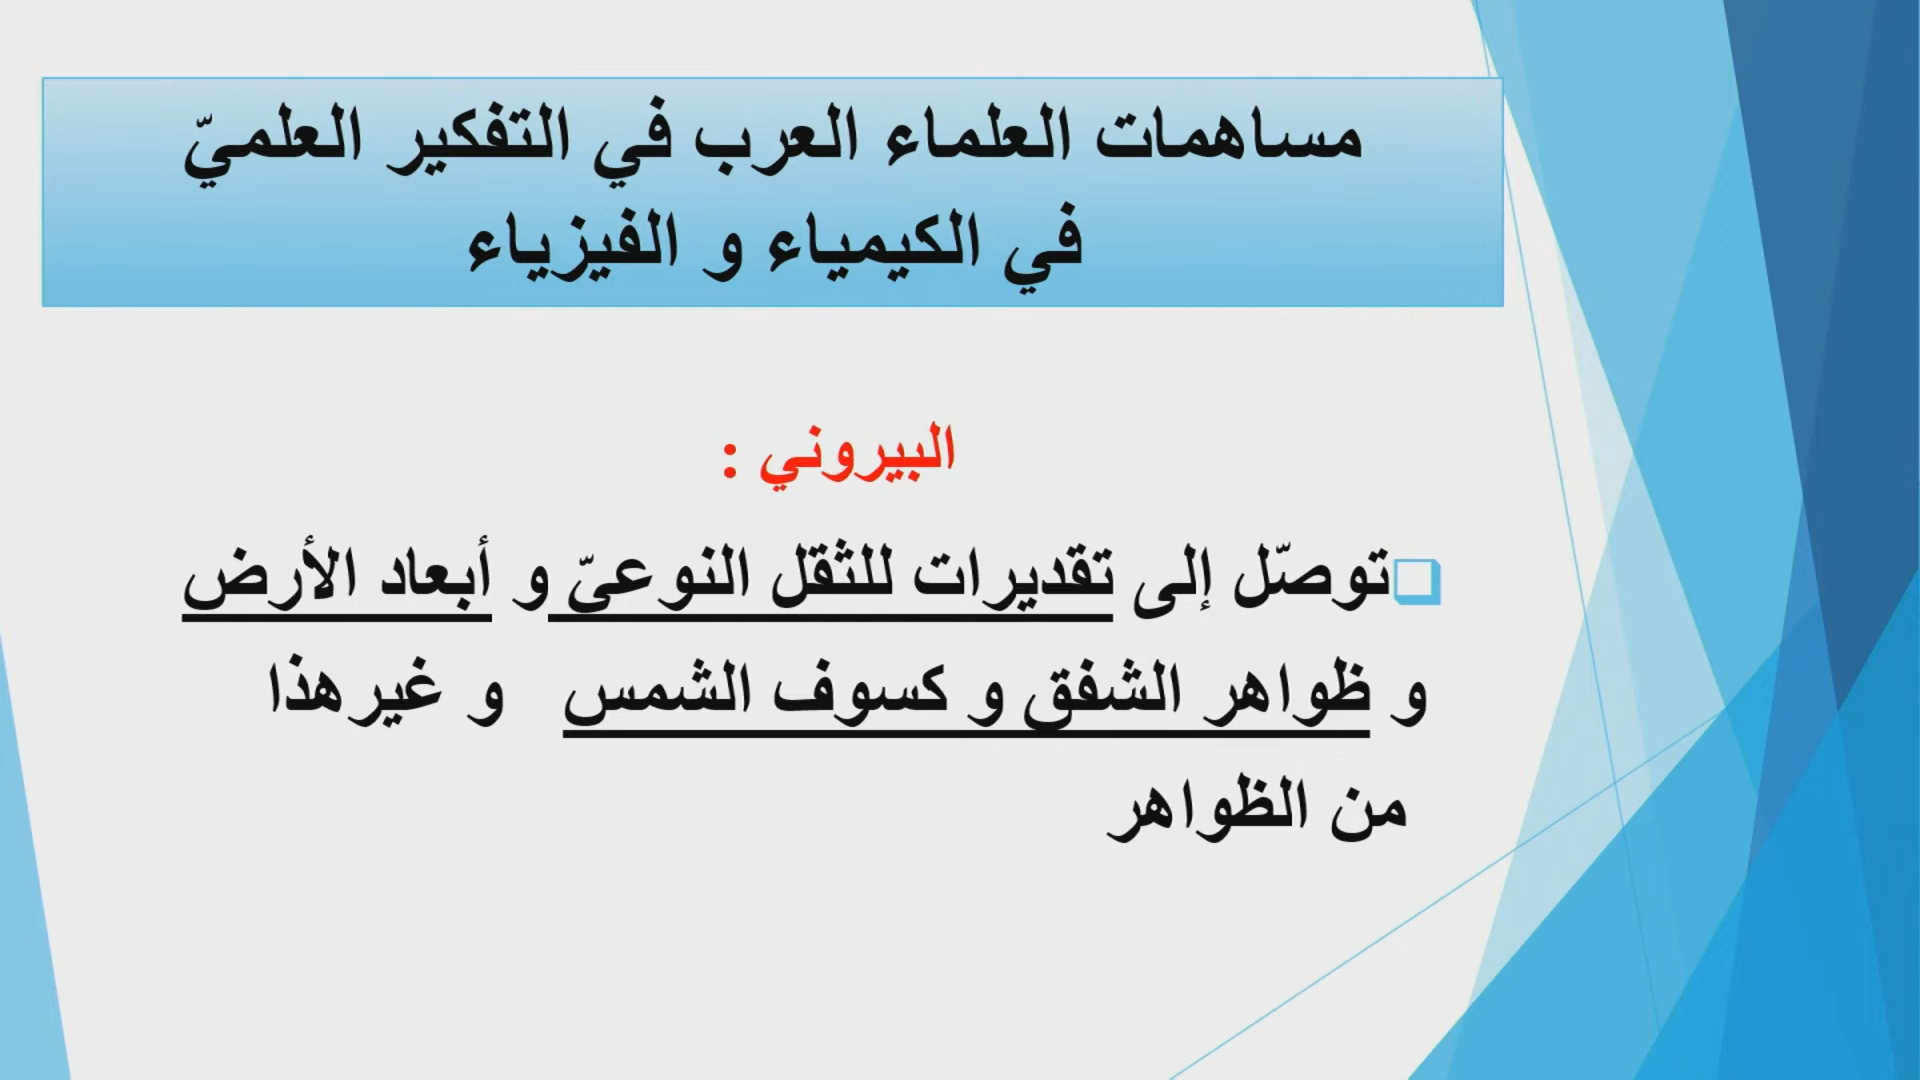 مساهمات العلماء العرب في التفكير العلميّ
في الكيمياء و الفيزياء
البيروني :
توصّل إلى تقديرات للثقل النوعىّ و أبعاد الأرض
و ظواهر الشفق و كسوف الشمس و غيرهذا
من الظواهر